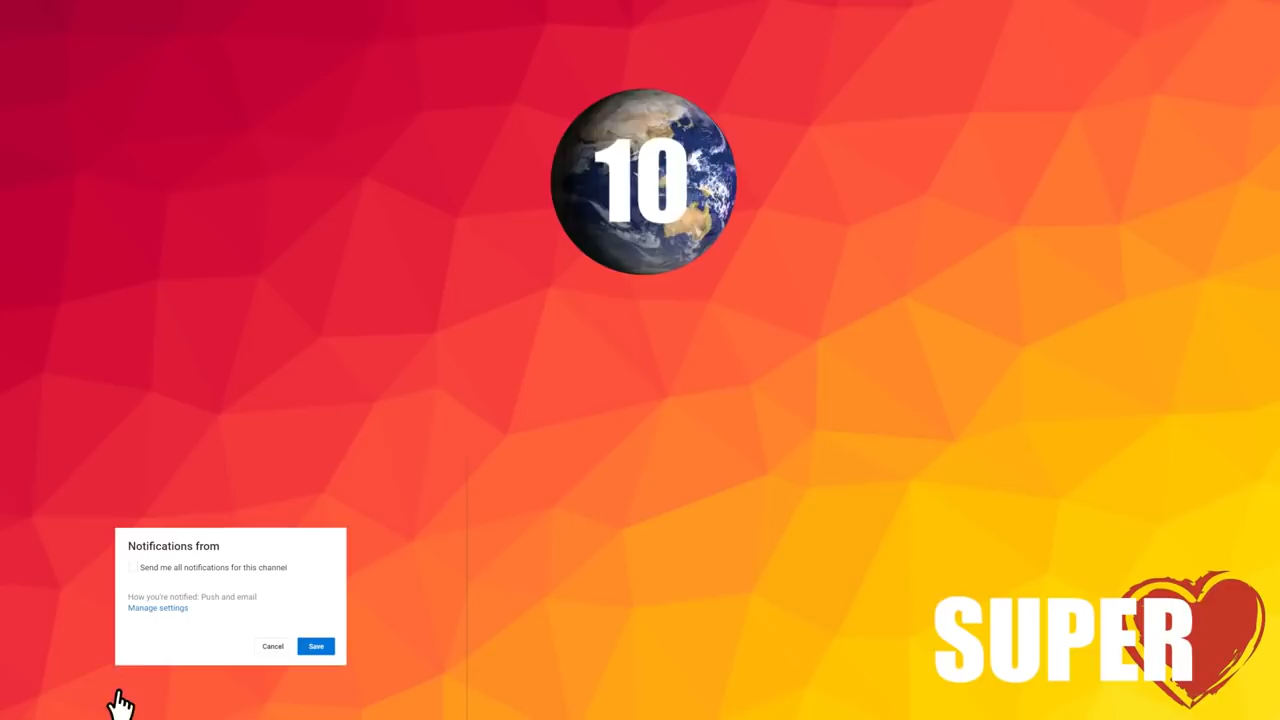 10
Notifications from
Send me all notifications for this channel
How you're notified: Push and email
Manage settings
Cancel
Save
SUPER